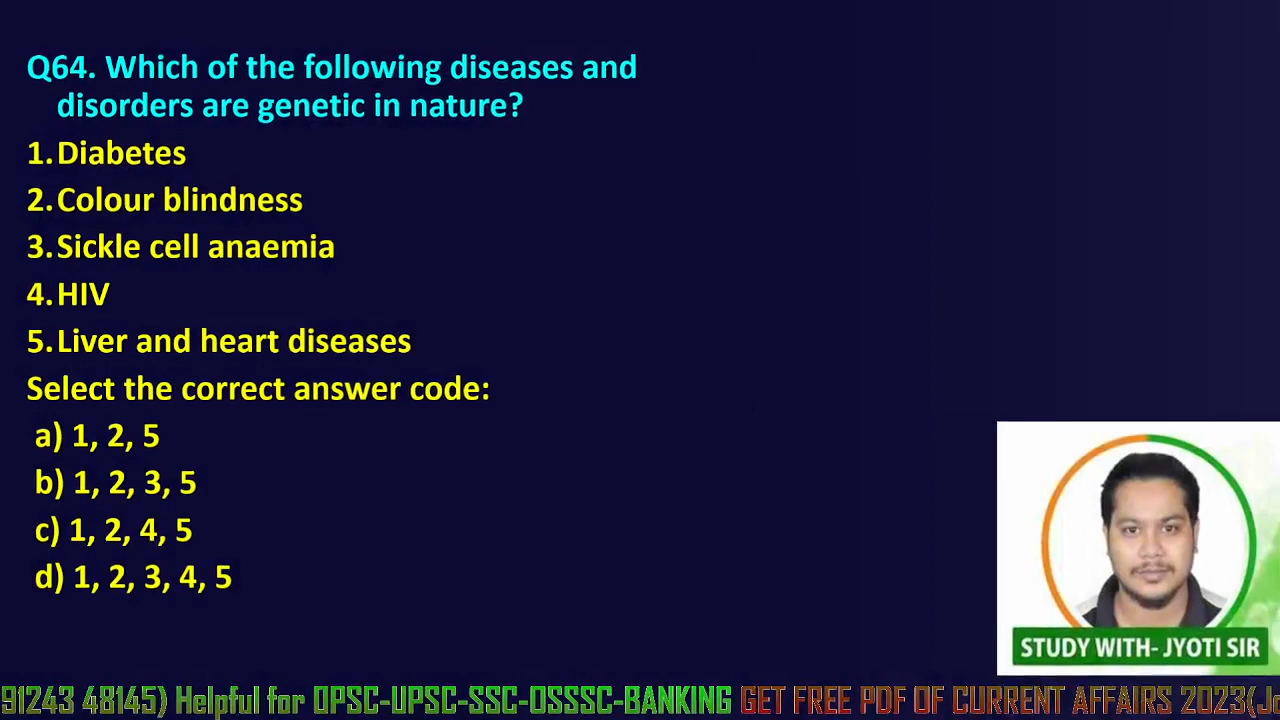 Q64. Which of the following diseases and
disorders are genetic in nature?
1. Diabetes
2. Colour blindness
3. Sickle cell anaemia
4. HIV
5. Liver and heart diseases
Select the correct answer code:
a) 1, 2, 5
b) 1, 2, 3, 5
c) 1, 2, 4, 5
d) 1, 2, 3, 4, 5
STUDY WITH- JYOTI SIR
91243 48145) Helpful for OPSC-UPSC-SSC-OSSSC-BANKING GET FREE PDF OF CURRENT AFFAIRS 2023(